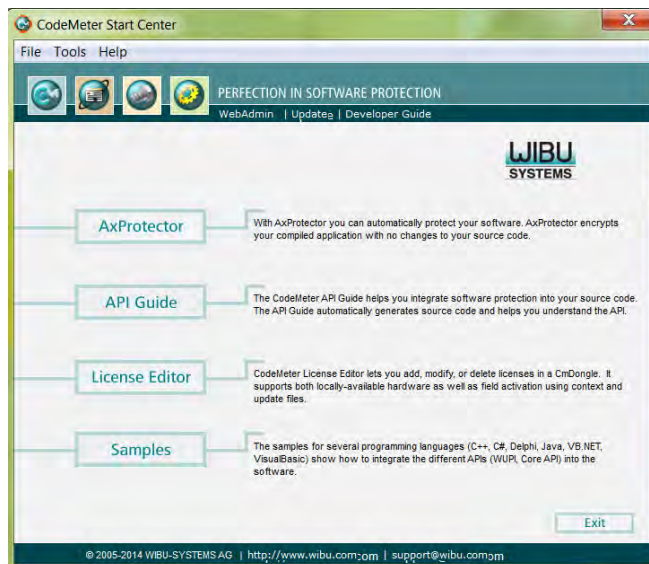 CodeMeter Start Center
File Tools Help
PERFECTION IN SOFTWARE PROTECTION
WebAdmin | Updates | Developer Guide
WIBU
SYSTEMS
AxProtector
With AxProtector you can automatically protect your software. AxProtector encrypts
your compiled application with no changes to your source code.
API Guide
The CodeMeter API Guide helps you integrate software protection into your source code.
The API Guide automatically generates source code and helps you understand the API.
License Editor
CodeMeter License Editor lets you add, modify, or delete licenses in a CmDongle. It
supports both locally-available hardware as well as field activation using context and
update files.
Samples
The samples for several programming languages (C++, C#, Delphi, Java, VB.NET,
VisualBasic) show how to integrate the different APIs (WUPI, Core API) into the
software.
Exit
© 2005-2014 WIBU-SYSTEMS AG | http://www.wibu.com:om | support@wibu.com:om